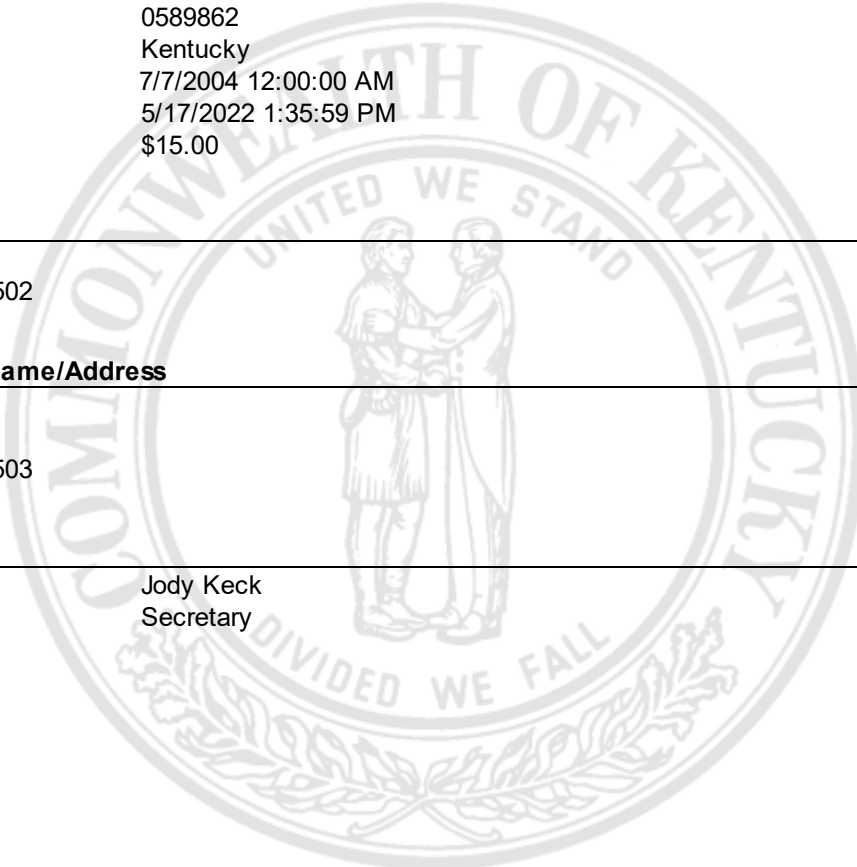 0589862
Kentucky
7/7/2004 12:00:00 AM
5/17/2022 1:35:59 PM
$15.00
COMMONWEALTH OF KENTUCKY
UNITED WE STAND
502
ame/Address
503
Jody Keck
Secretary
DIVIDED WE FALL